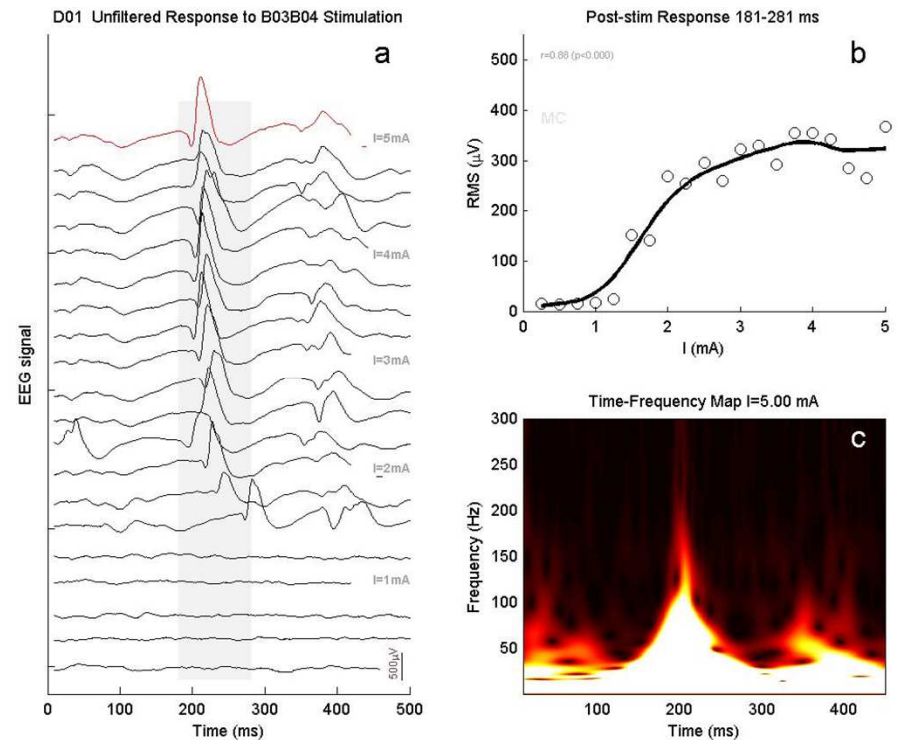 D01 Unfiltered Response to B03B04 Stimulation
a
I=5mA
I=4mA
I=3mA
I=2mA
I=1mA
500µV
EEG signal
0 100 200 300 400 500
Time (ms)
Post-stim Response 181-281 ms
b
r=0.86 (p<0.000)
MC
500
400
300
200
100
0
RMS (µV)
0 1 2 3 4 5
I (mA)
Time-Frequency Map I=5.00 mA
c
300
250
200
150
100
50
Frequency (Hz)
100 200 300 400
Time (ms)